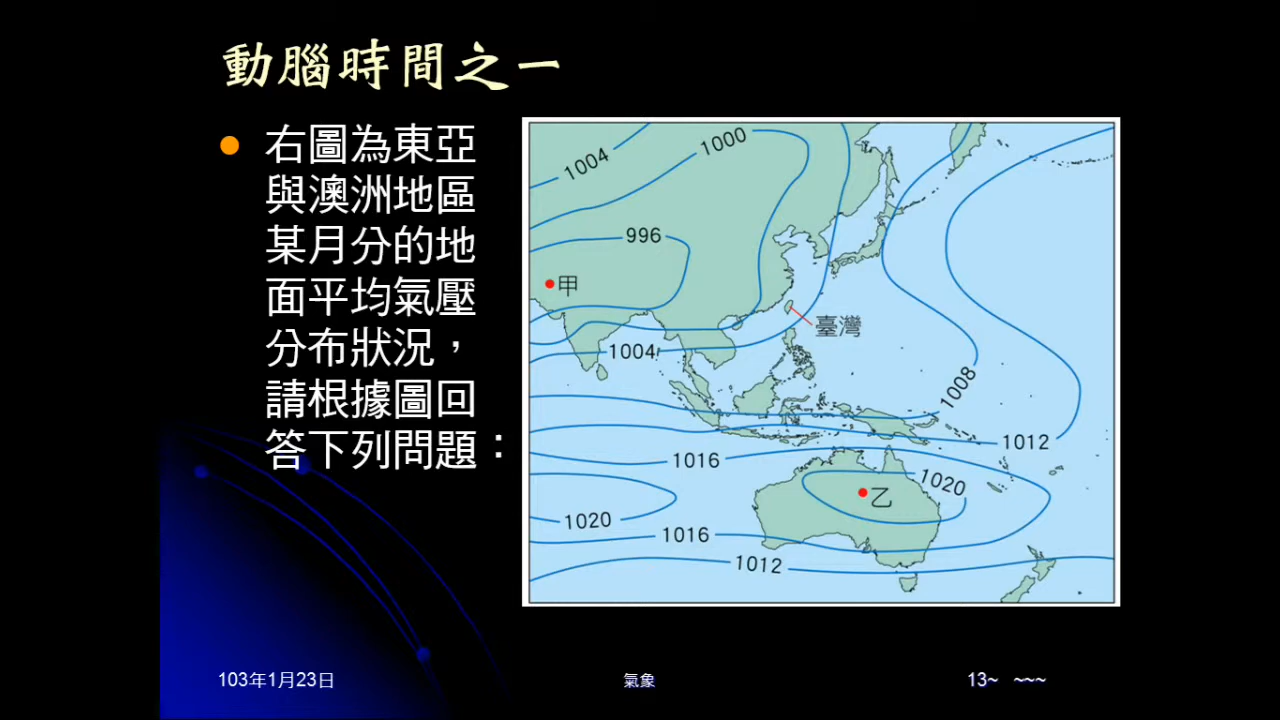 動腦時間之一
右圖為東亞
與澳洲地區
某月分的地
面平均氣壓
分布狀況，
請根據圖回
答下列問題：
1004
1000
996
甲
臺灣
1004
1008
1012
1016
1020
乙
1020
1016
1012
103年1月23日
氣象
13~ ~~~